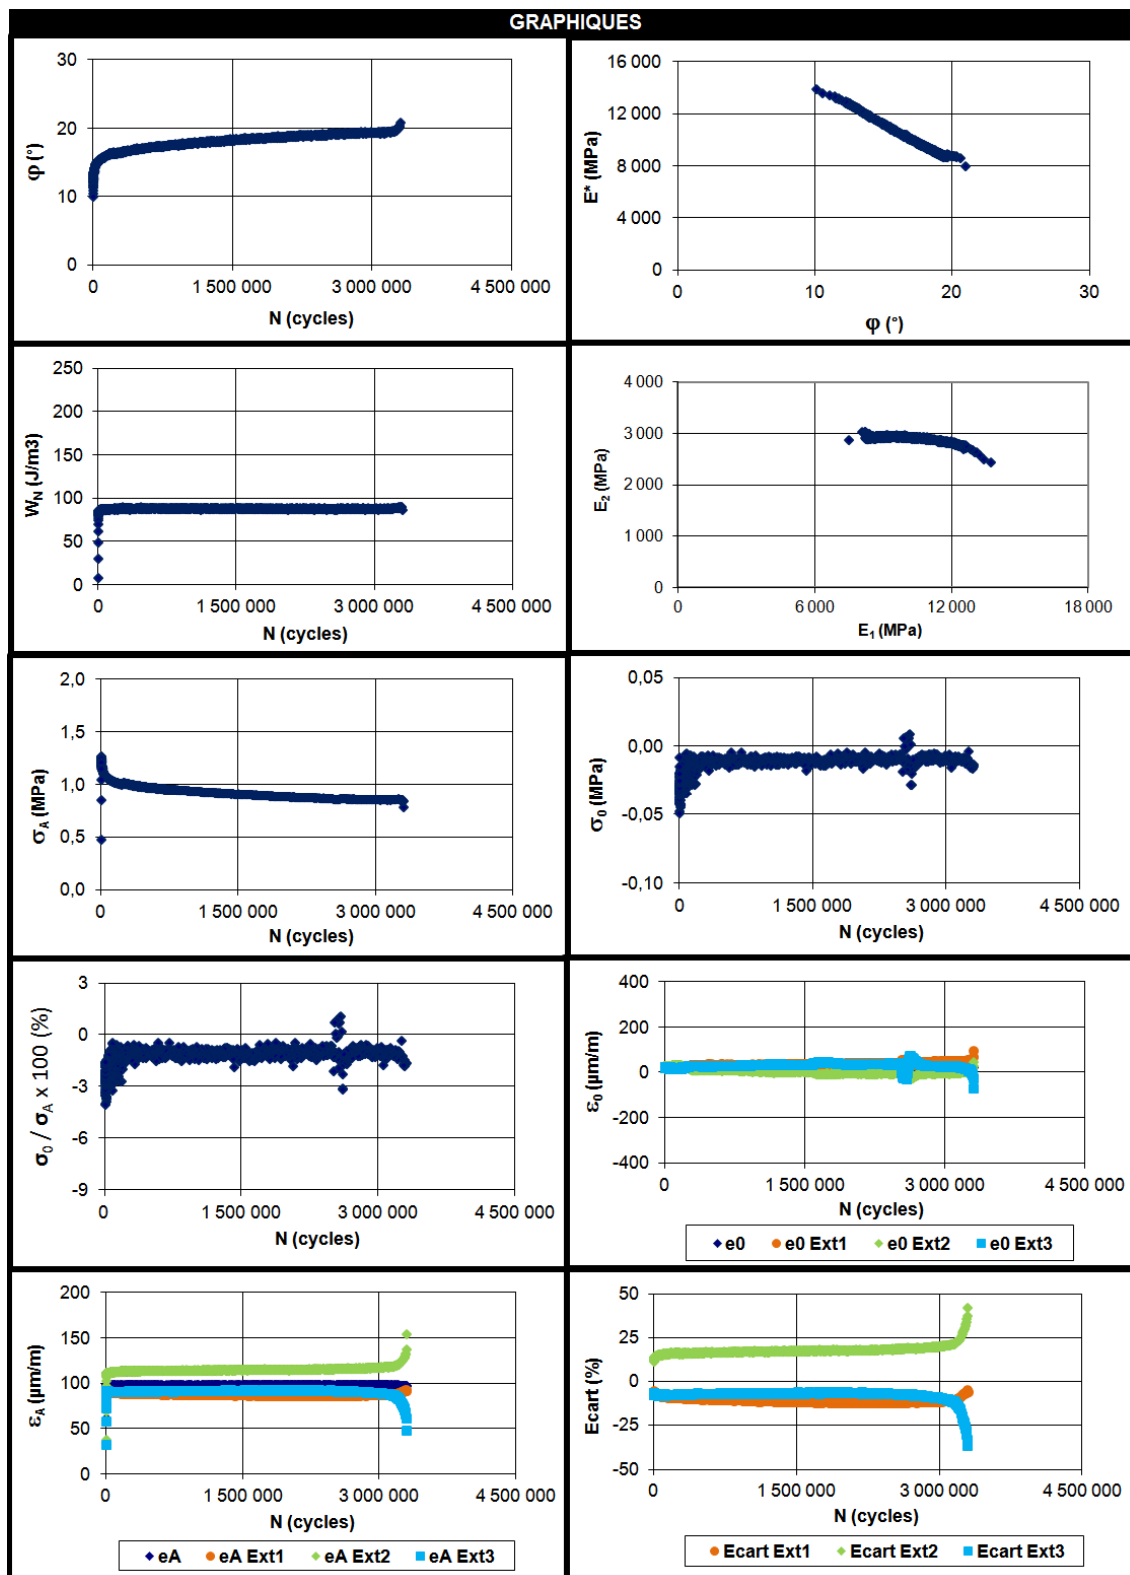 GRAPHIQUES
30
20
10
0
φ (°)
0 1 500 000 3 000 000 4 500 000
N (cycles)
16 000
12 000
8 000
4 000
0
E* (MPa)
0 10 20 30
φ (°)
250
200
150
100
50
0
W_N (J/m3)
0 1 500 000 3 000 000 4 500 000
N (cycles)
4 000
3 000
2 000
1 000
0
E₂ (MPa)
0 6 000 12 000 18 000
E₁ (MPa)
2,0
1,5
1,0
0,5
0,0
σ_A (MPa)
0 1 500 000 3 000 000 4 500 000
N (cycles)
0,05
0,00
-0,05
-0,10
σ₀ (MPa)
0 1 500 000 3 000 000 4 500 000
N (cycles)
3
0
-3
-6
-9
σ₀ / σ_A x 100 (%)
0 1 500 000 3 000 000 4 500 000
N (cycles)
400
200
0
-200
-400
ε₀ (µm/m)
0 1 500 000 3 000 000 4 500 000
N (cycles)
e0 e0 Ext1 e0 Ext2 e0 Ext3
200
150
100
50
0
ε_A (µm/m)
0 1 500 000 3 000 000 4 500 000
N (cycles)
eA eA Ext1 eA Ext2 eA Ext3
50
25
0
-25
-50
Ecart (%)
0 1 500 000 3 000 000 4 500 000
N (cycles)
Ecart Ext1 Ecart Ext2 Ecart Ext3